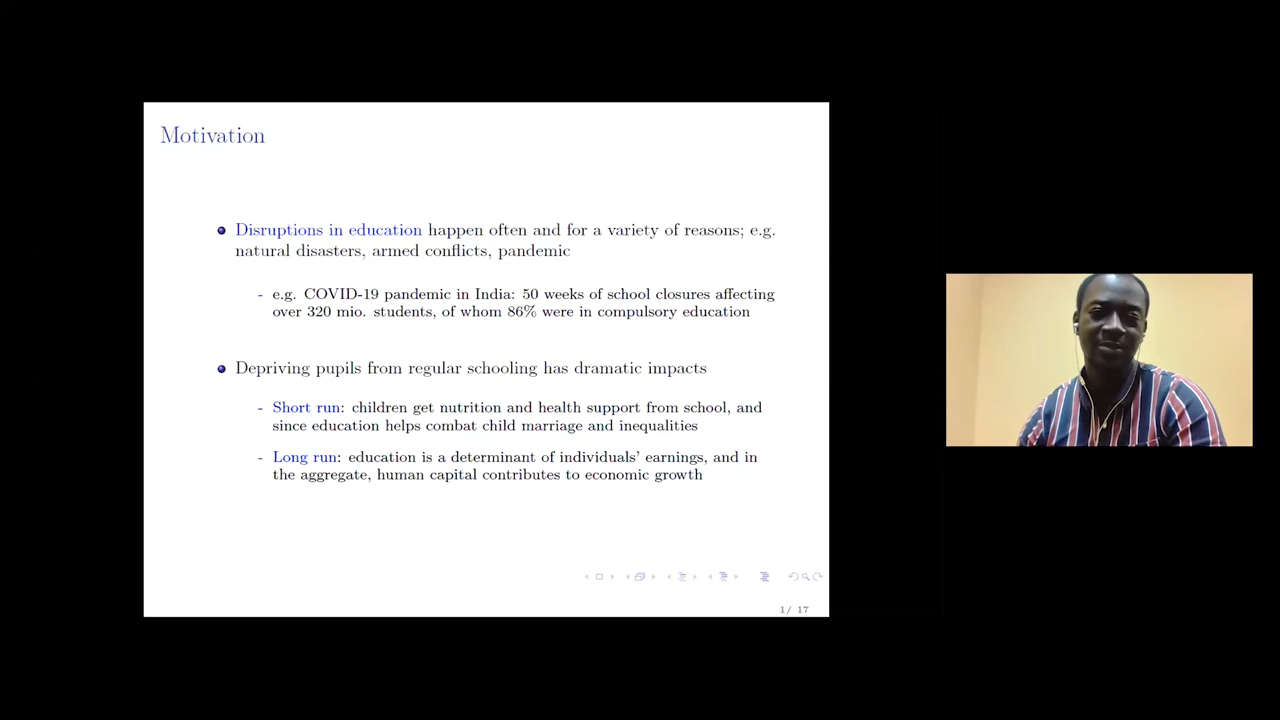 Motivation
Disruptions in education happen often and for a variety of reasons; e.g.
natural disasters, armed conflicts, pandemic
- e.g. COVID-19 pandemic in India: 50 weeks of school closures affecting
over 320 mio. students, of whom 86% were in compulsory education
Depriving pupils from regular schooling has dramatic impacts
- Short run: children get nutrition and health support from school, and
since education helps combat child marriage and inequalities
- Long run: education is a determinant of individuals' earnings, and in
the aggregate, human capital contributes to economic growth
1/ 17